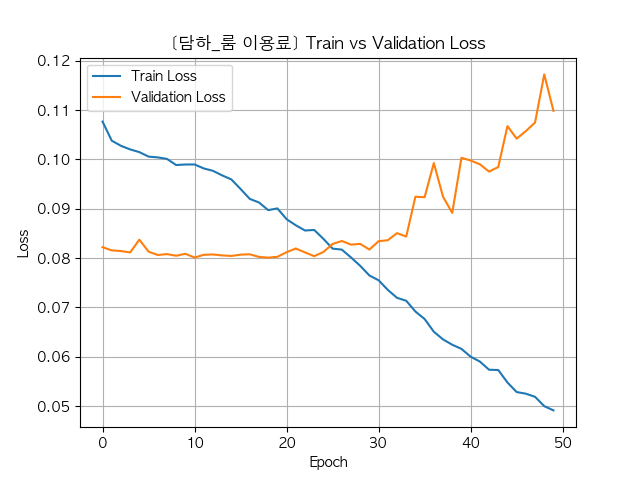 [담하_룸 이용료] Train vs Validation Loss
Train Loss
Validation Loss
Loss
0.12
0.11
0.10
0.09
0.08
0.07
0.06
0.05
0 10 20 30 40 50
Epoch